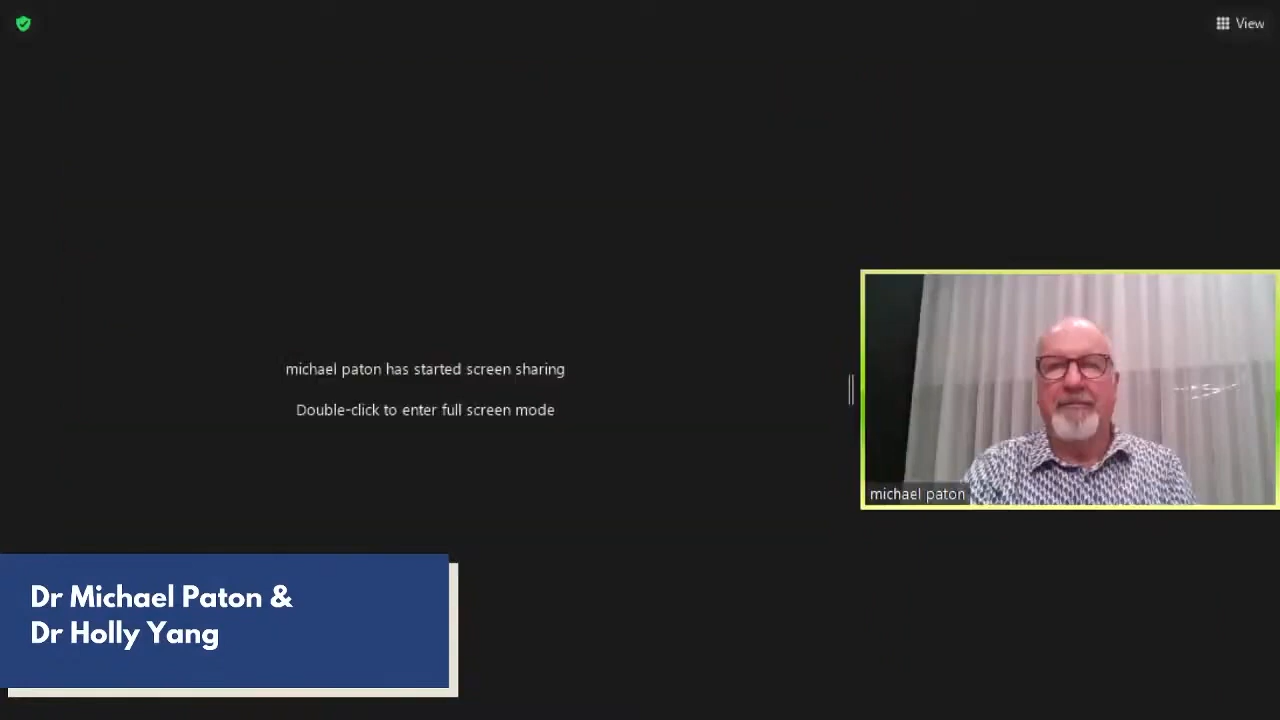 View
michael paton has started screen sharing
Double-click to enter full screen mode
michael paton
Dr Michael Paton &
Dr Holly Yang